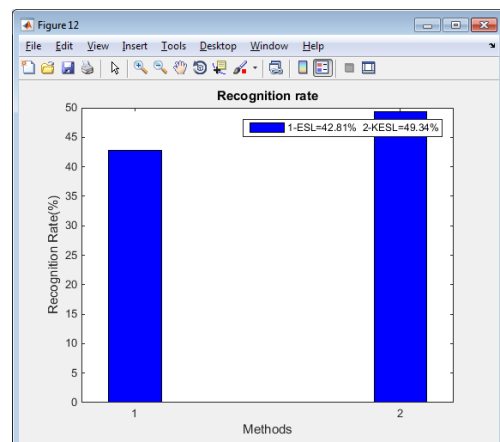 Figure 12
File Edit View Insert Tools Desktop Window Help
Recognition rate
1-ESL=42.81% 2-KESL=49.34%
50
45
40
35
30
25
20
15
10
5
0
Recognition Rate(%)
1 2
Methods